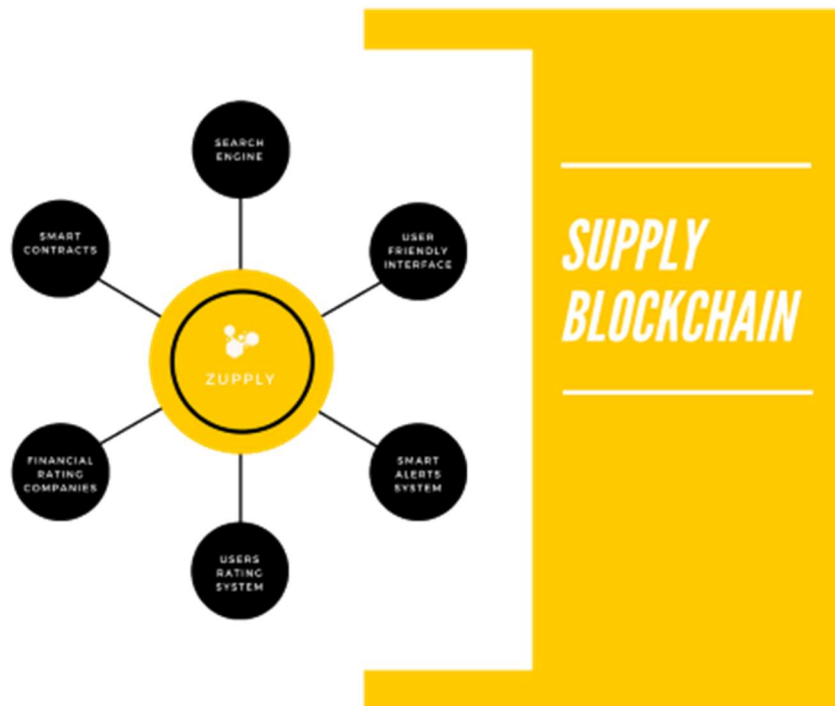 SEARCH
ENGINE
SMART
CONTRACTS
USER
FRIENDLY
INTERFACE
ZUPPLY
FINANCIAL
RATING
COMPANIES
SMART
ALERTS
SYSTEM
USERS
RATING
SYSTEM
SUPPLY
BLOCKCHAIN